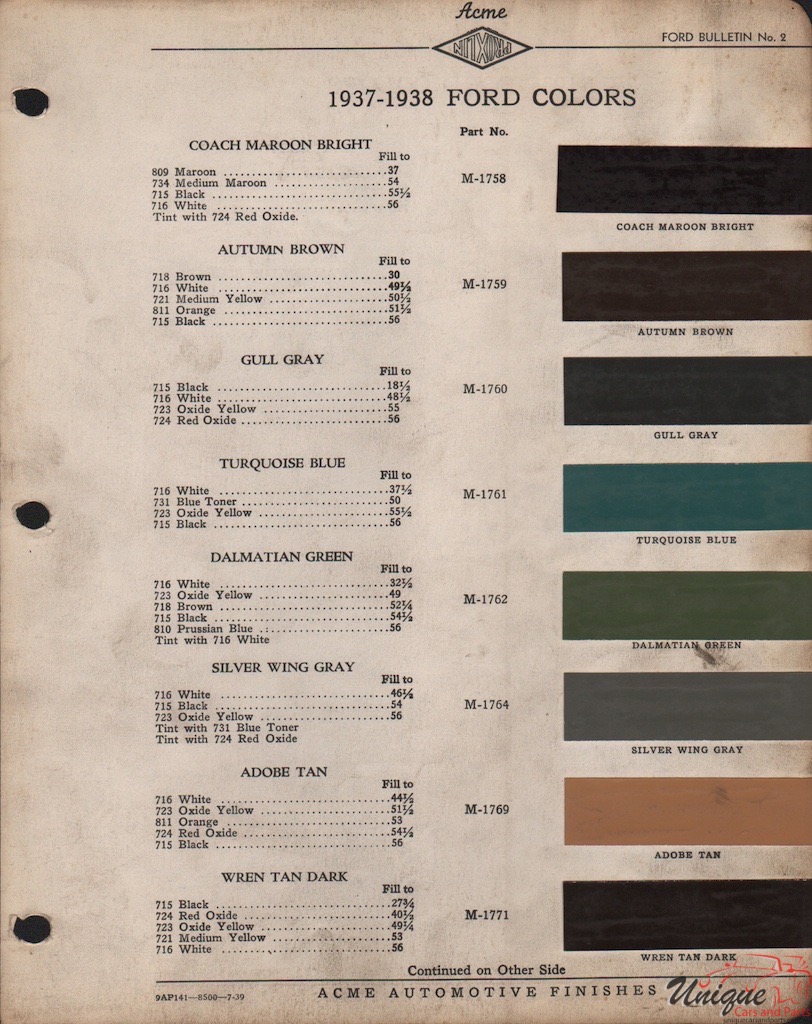 Acme
PROXLIN
FORD BULLETIN No. 2
1937-1938 FORD COLORS
Part No.
COACH MAROON BRIGHT
Fill to
809 Maroon ........................37
734 Medium Maroon ................54
715 Black .........................55½
716 White .........................56
Tint with 724 Red Oxide.
M-1758
COACH MAROON BRIGHT
AUTUMN BROWN
Fill to
718 Brown .........................30
716 White .........................49½
721 Medium Yellow .................50½
811 Orange ........................51½
715 Black .........................56
M-1759
AUTUMN BROWN
GULL GRAY
Fill to
715 Black .........................18½
716 White .........................48½
723 Oxide Yellow ..................55
724 Red Oxide .....................56
M-1760
GULL GRAY
TURQUOISE BLUE
Fill to
716 White .........................37½
731 Blue Toner ....................50
723 Oxide Yellow ..................55½
715 Black .........................56
M-1761
TURQUOISE BLUE
DALMATIAN GREEN
Fill to
716 White .........................32½
723 Oxide Yellow ..................49
718 Brown .........................52¼
715 Black .........................54½
810 Prussian Blue .................56
Tint with 716 White
M-1762
DALMATIAN GREEN
SILVER WING GRAY
Fill to
716 White .........................46½
715 Black .........................54
723 Oxide Yellow ..................56
Tint with 731 Blue Toner
Tint with 724 Red Oxide
M-1764
SILVER WING GRAY
ADOBE TAN
Fill to
716 White .........................44½
723 Oxide Yellow ..................51½
811 Orange ........................53
724 Red Oxide .....................54½
715 Black .........................56
M-1769
ADOBE TAN
WREN TAN DARK
Fill to
715 Black .........................27¾
724 Red Oxide .....................40½
723 Oxide Yellow ..................49¼
721 Medium Yellow .................53
716 White .........................56
M-1771
WREN TAN DARK
Continued on Other Side
9AP141—8500—7-39
ACME AUTOMOTIVE FINISHES
Unique
Cars and Parts
uniquecarsandparts